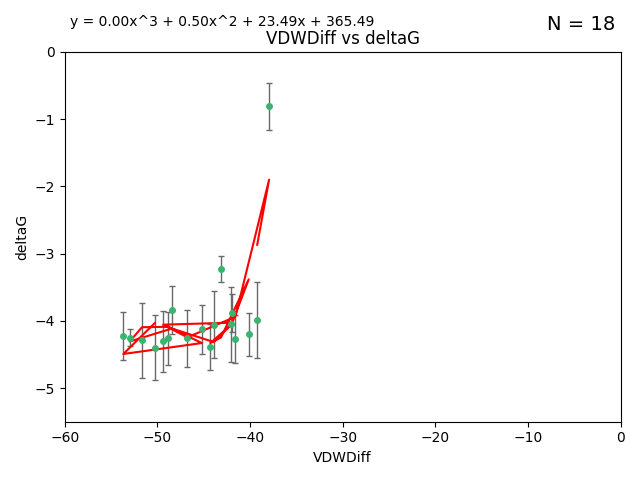 y = 0.00x^3 + 0.50x^2 + 23.49x + 365.49
N = 18
VDWDiff vs deltaG
0
−1
−2
−3
−4
−5
deltaG
−60 −50 −40 −30 −20 −10 0
VDWDiff